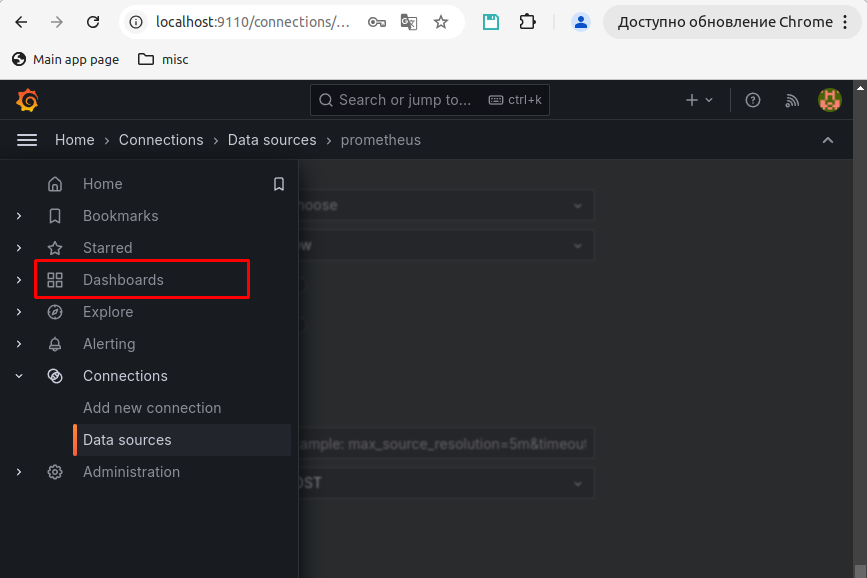 localhost:9110/connections/...
Доступно обновление Chrome
Main app page
misc
Search or jump to...
ctrl+k
Home › Connections › Data sources › prometheus
Home
Bookmarks
Starred
Dashboards
Explore
Alerting
Connections
Add new connection
Data sources
Administration
hoose
ample: max_source_resolution=5m&timeout
OST